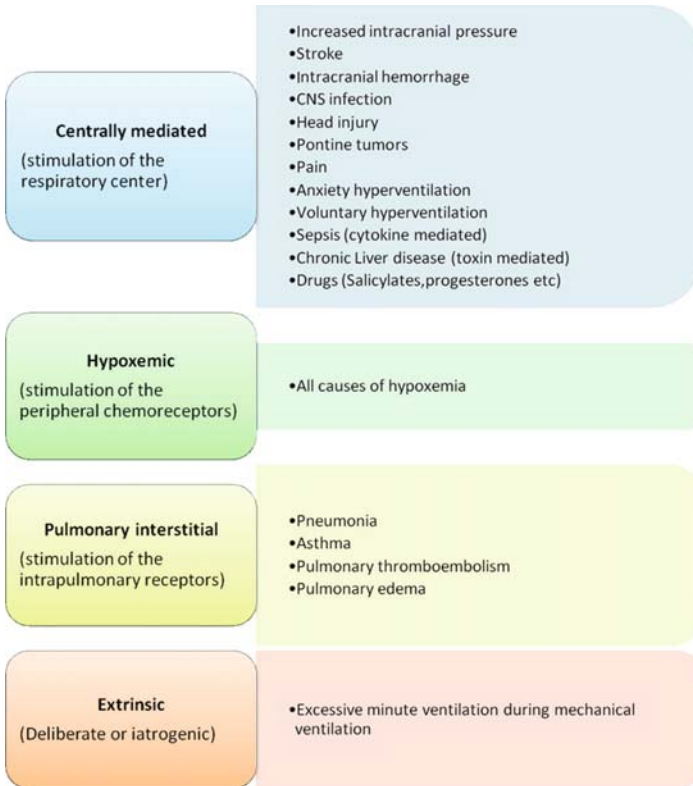 Centrally mediated
(stimulation of the
respiratory center)
•Increased intracranial pressure
•Stroke
•Intracranial hemorrhage
•CNS infection
•Head injury
•Pontine tumors
•Pain
•Anxiety hyperventilation
•Voluntary hyperventilation
•Sepsis (cytokine mediated)
•Chronic Liver disease (toxin mediated)
•Drugs (Salicylates,progesterones etc)
Hypoxemic
(stimulation of the
peripheral chemoreceptors)
•All causes of hypoxemia
Pulmonary interstitial
(stimulation of the
intrapulmonary receptors)
•Pneumonia
•Asthma
•Pulmonary thromboembolism
•Pulmonary edema
Extrinsic
(Deliberate or iatrogenic)
•Excessive minute ventilation during mechanical
ventilation